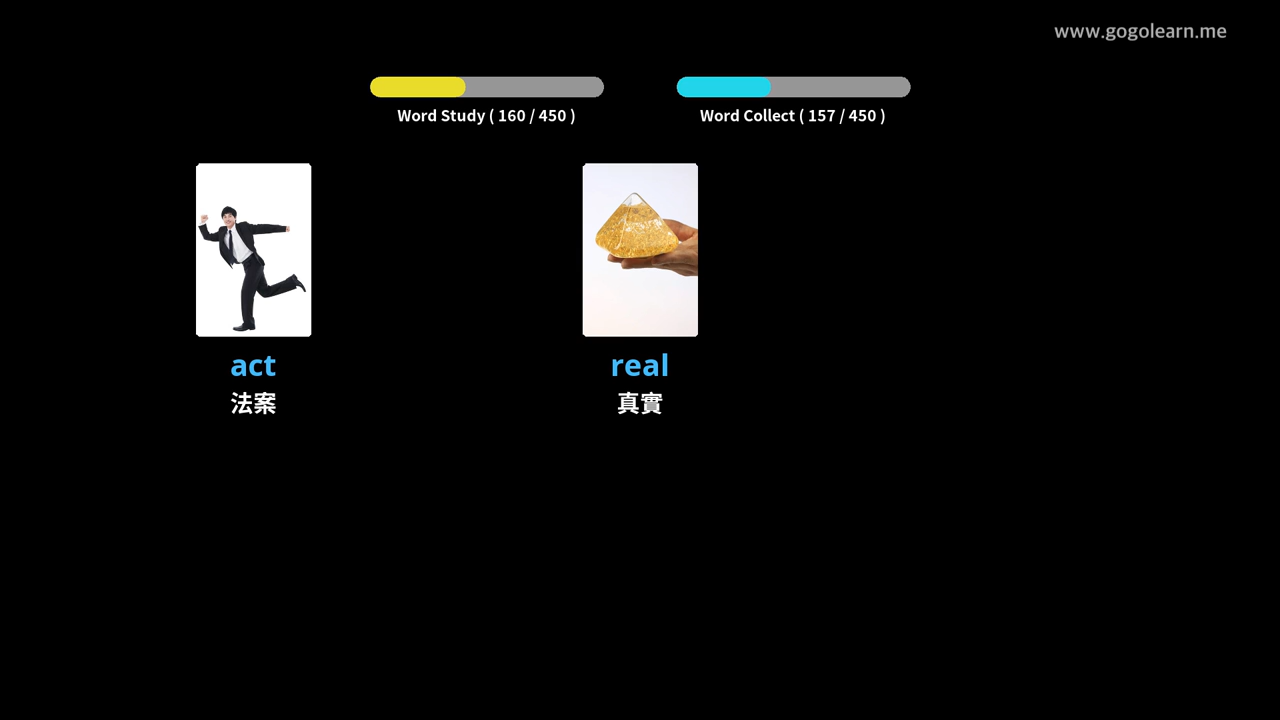 www.gogolearn.me
Word Study ( 160 / 450 )
Word Collect ( 157 / 450 )
act
法案
real
真實